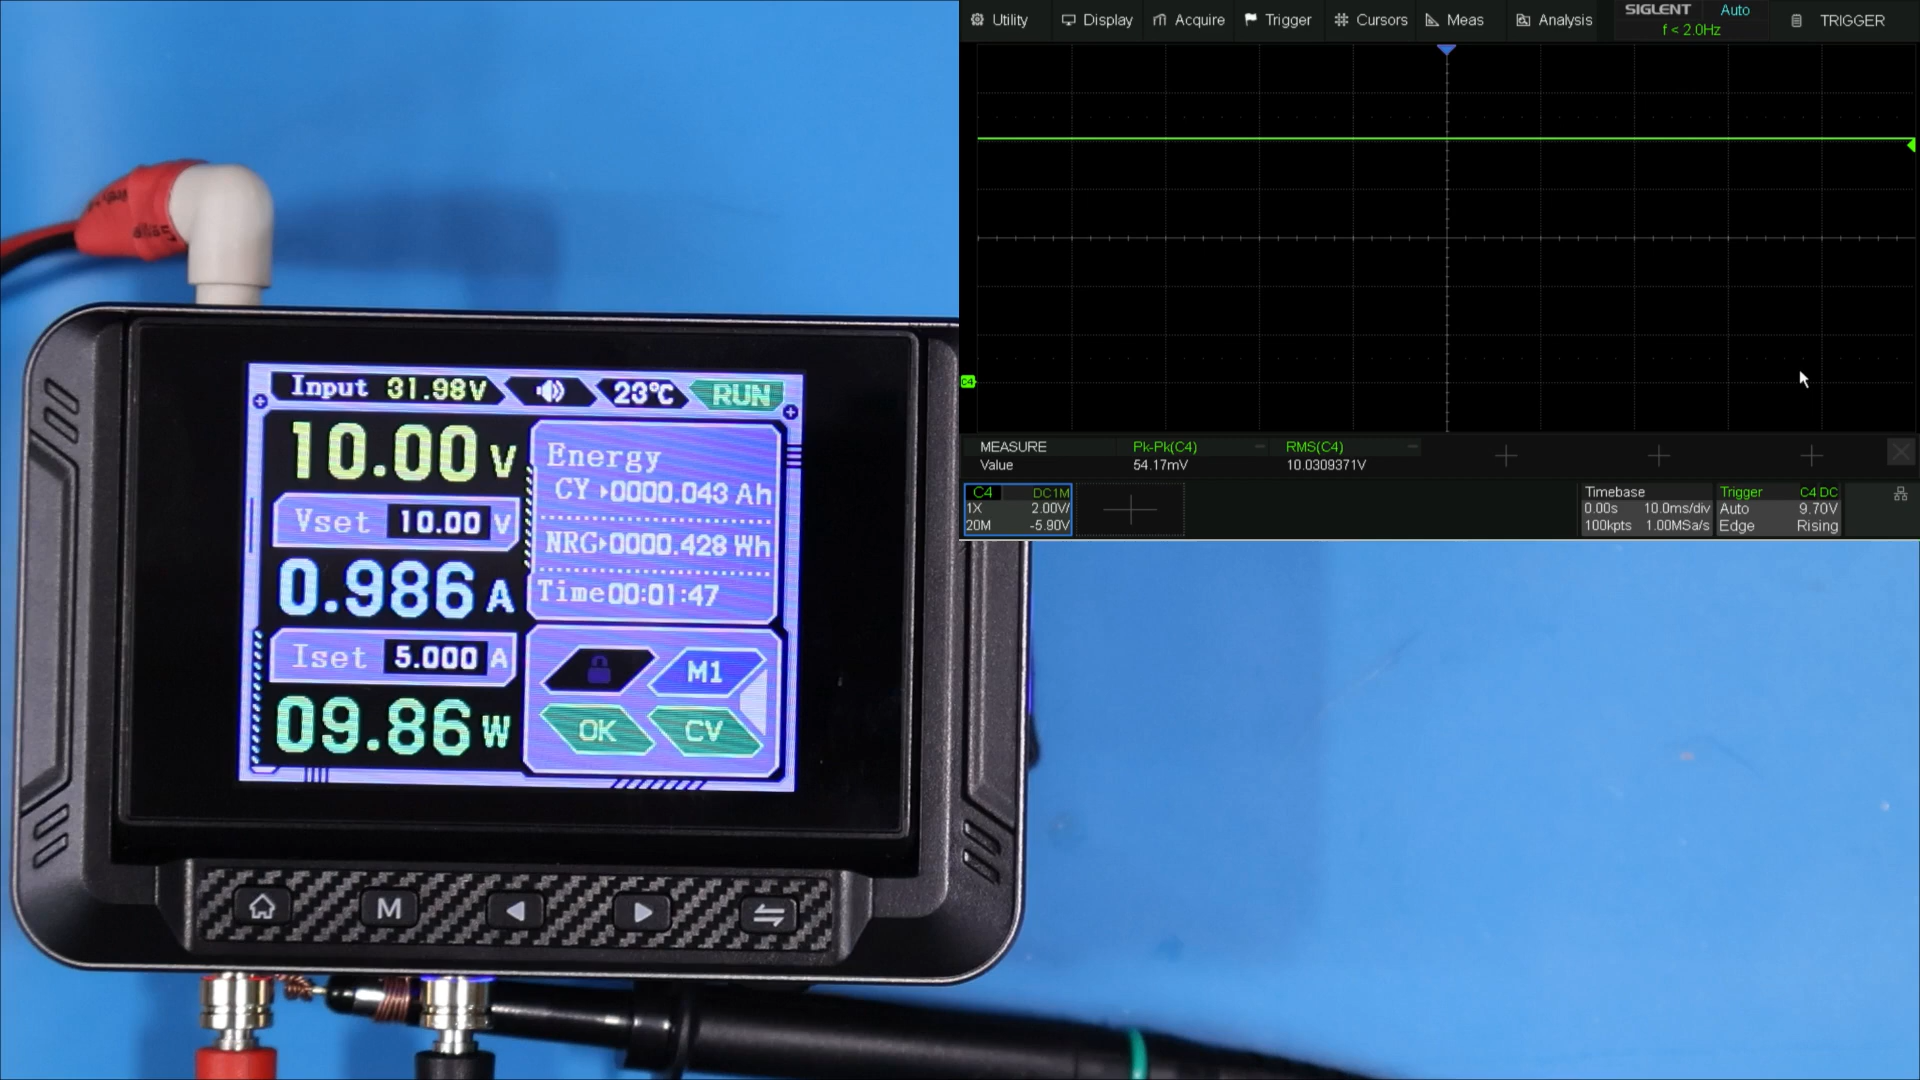 Utility
Display
Acquire
Trigger
Cursors
Meas
Analysis
SIGLENT
Auto
f < 2.0Hz
TRIGGER
C4
MEASURE
Pk-Pk(C4)
RMS(C4)
Value
54.17mV
10.0309371V
C4 DC1M
1X 2.00V/
20M -5.90V
Timebase
0.00s 10.0ms/div
100kpts 1.00MSa/s
Trigger C4 DC
Auto 9.70V
Edge Rising
Input 31.98V
23℃
RUN
10.00 V
Vset 10.00 V
0.986 A
Iset 5.000 A
09.86 W
Energy
CY▸0000.043 Ah
NRG▸0000.428 Wh
Time00:01:47
M1
OK
CV
M